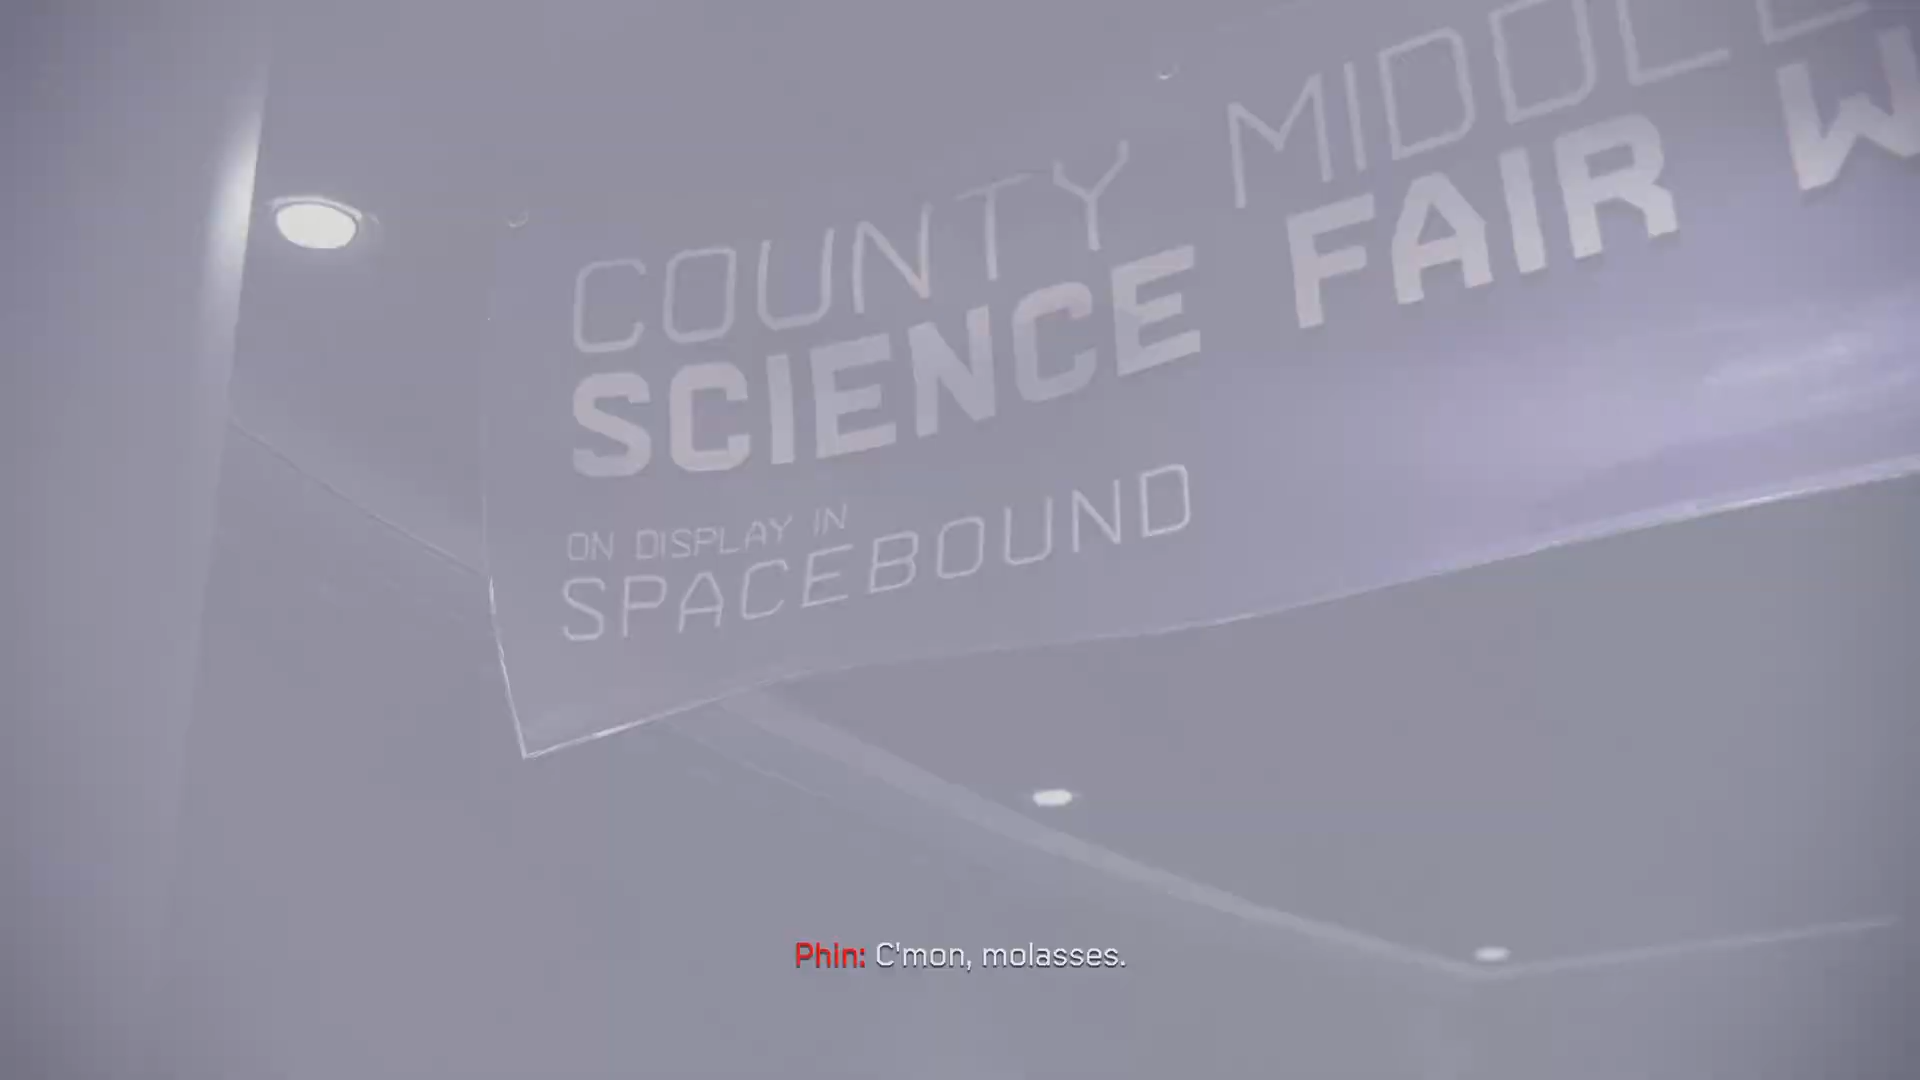 COUNTY MIDDLE
SCIENCE FAIR W
ON DISPLAY IN
SPACEBOUND
Phin: C'mon, molasses.